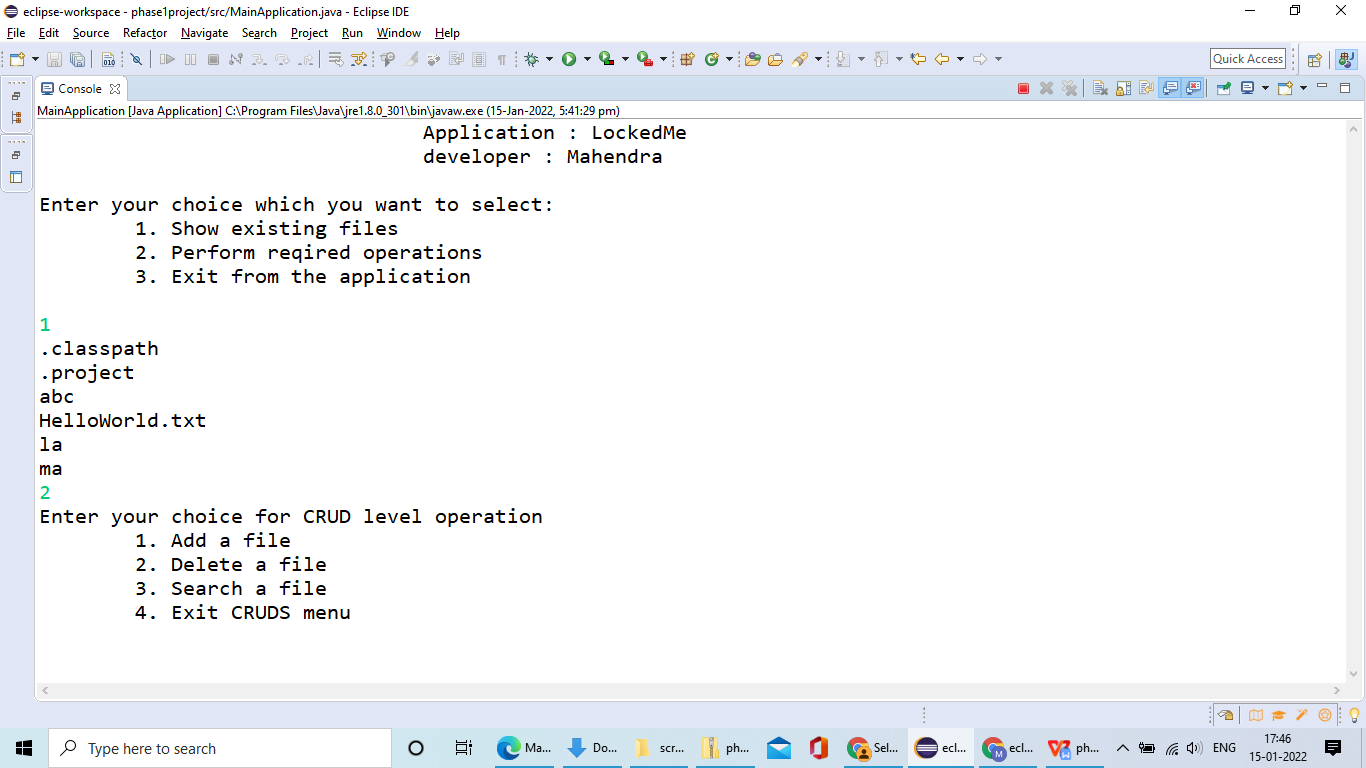 eclipse-workspace - phase1project/src/MainApplication.java - Eclipse IDE
File Edit Source Refactor Navigate Search Project Run Window Help
Quick Access
Console
MainApplication [Java Application] C:\Program Files\Java\jre1.8.0_301\bin\javaw.exe (15-Jan-2022, 5:41:29 pm)
Application : LockedMe
developer : Mahendra
Enter your choice which you want to select:
1. Show existing files
2. Perform reqired operations
3. Exit from the application
1
.classpath
.project
abc
HelloWorld.txt
la
ma
2
Enter your choice for CRUD level operation
1. Add a file
2. Delete a file
3. Search a file
4. Exit CRUDS menu
Type here to search Ma... Do... scr... ph... Sel... ecl... ecl... ph... ENG 17:46
15-01-2022